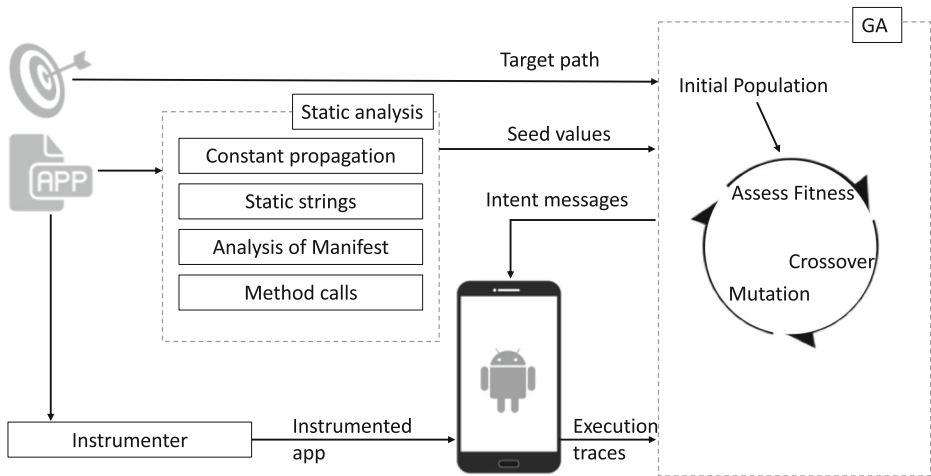 GA
Target path
Initial Population
Static analysis
Seed values
Constant propagation
APP
Static strings
Assess Fitness
Intent messages
Analysis of Manifest
Crossover
Method calls
Mutation
Instrumented
app
Execution
traces
Instrumenter